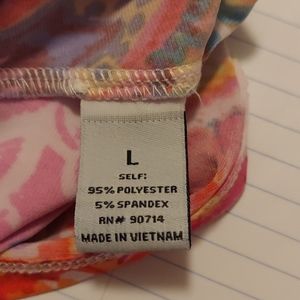 L
SELF:
95% POLYESTER
5% SPANDEX
RN# 90714
MADE IN VIETNAM